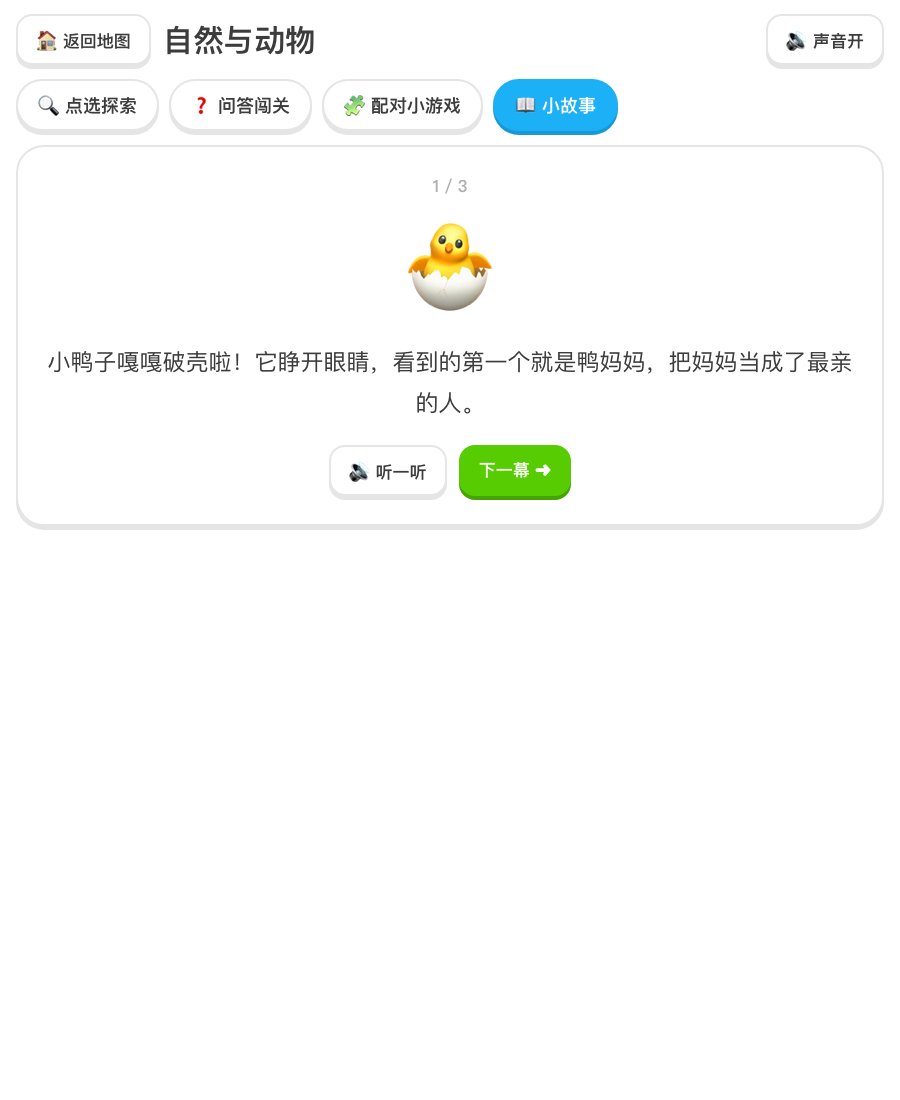 返回地图
自然与动物
声音开
点选探索
问答闯关
配对小游戏
小故事
1 / 3
小鸭子嘎嘎破壳啦！它睁开眼睛，看到的第一个就是鸭妈妈，把妈妈当成了最亲
的人。
听一听
下一幕 ➜